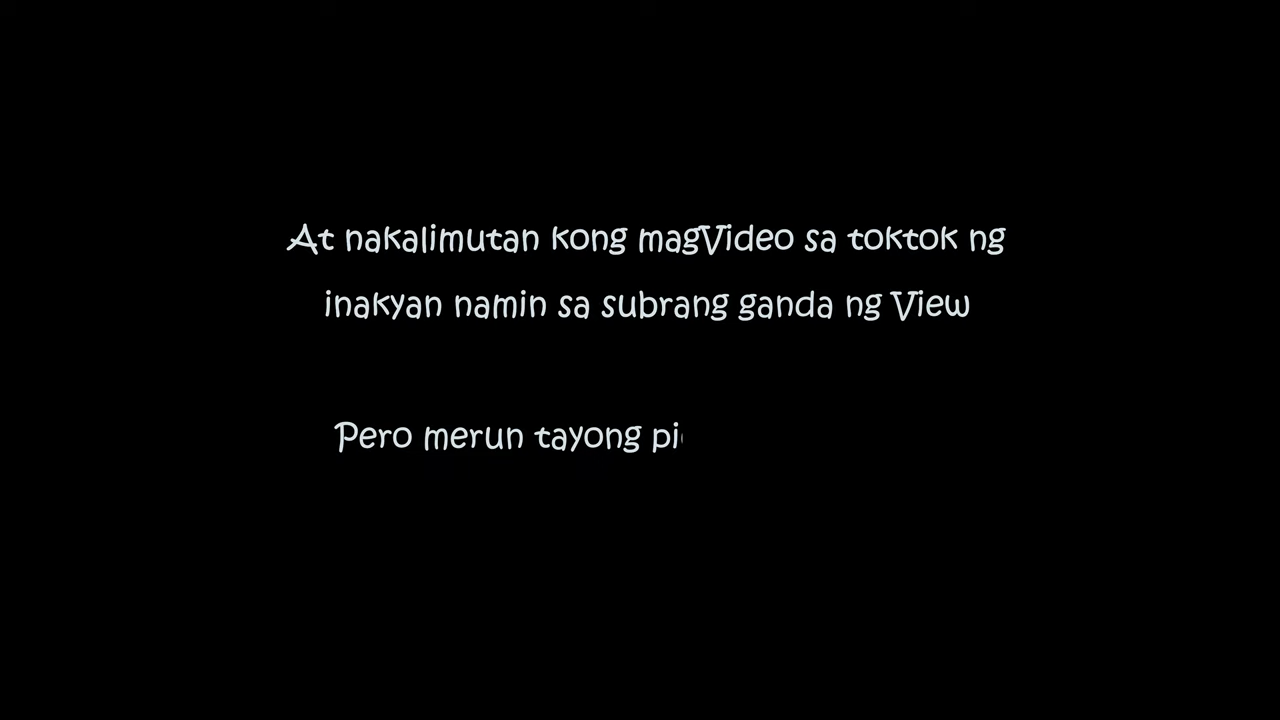 At nakalimutan kong magVideo sa toktok ng
inakyan namin sa subrang ganda ng View
Pero merun tayong